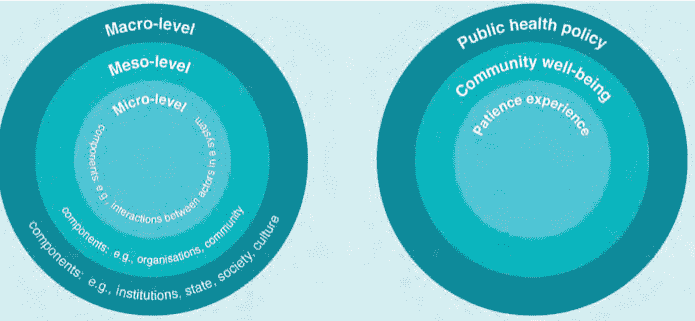 Macro-level
Meso-level
Micro-level
components: e.g., interactions between actors in a system
components: e.g., organisations, community
components: e.g., institutions, state, society, culture
Public health policy
Community well-being
Patience experience